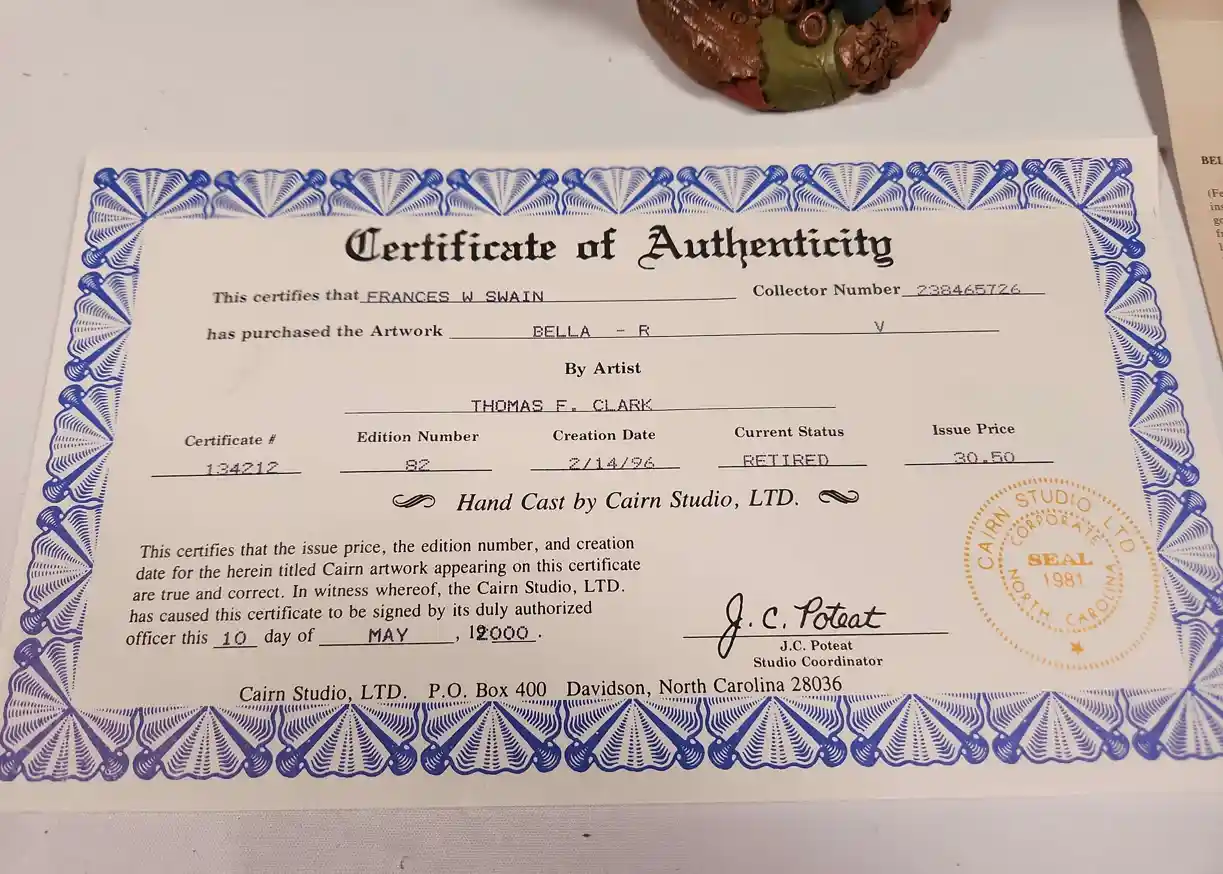 Certificate of Authenticity
This certifies that FRANCES W SWAIN Collector Number 238465726
has purchased the Artwork BELLA - R V
By Artist
THOMAS F. CLARK
Certificate # Edition Number Creation Date Current Status Issue Price
134212 82 2/14/96 RETIRED 30.50
Hand Cast by Cairn Studio, LTD.
This certifies that the issue price, the edition number, and creation
date for the herein titled Cairn artwork appearing on this certificate
are true and correct. In witness whereof, the Cairn Studio, LTD.
has caused this certificate to be signed by its duly authorized
officer this 10 day of MAY , 2000 .
J. C. Poteat
J.C. Poteat
Studio Coordinator
CAIRN STUDIO LTD
CORPORATE
SEAL
1981
NORTH CAROLINA
Cairn Studio, LTD. P.O. Box 400 Davidson, North Carolina 28036